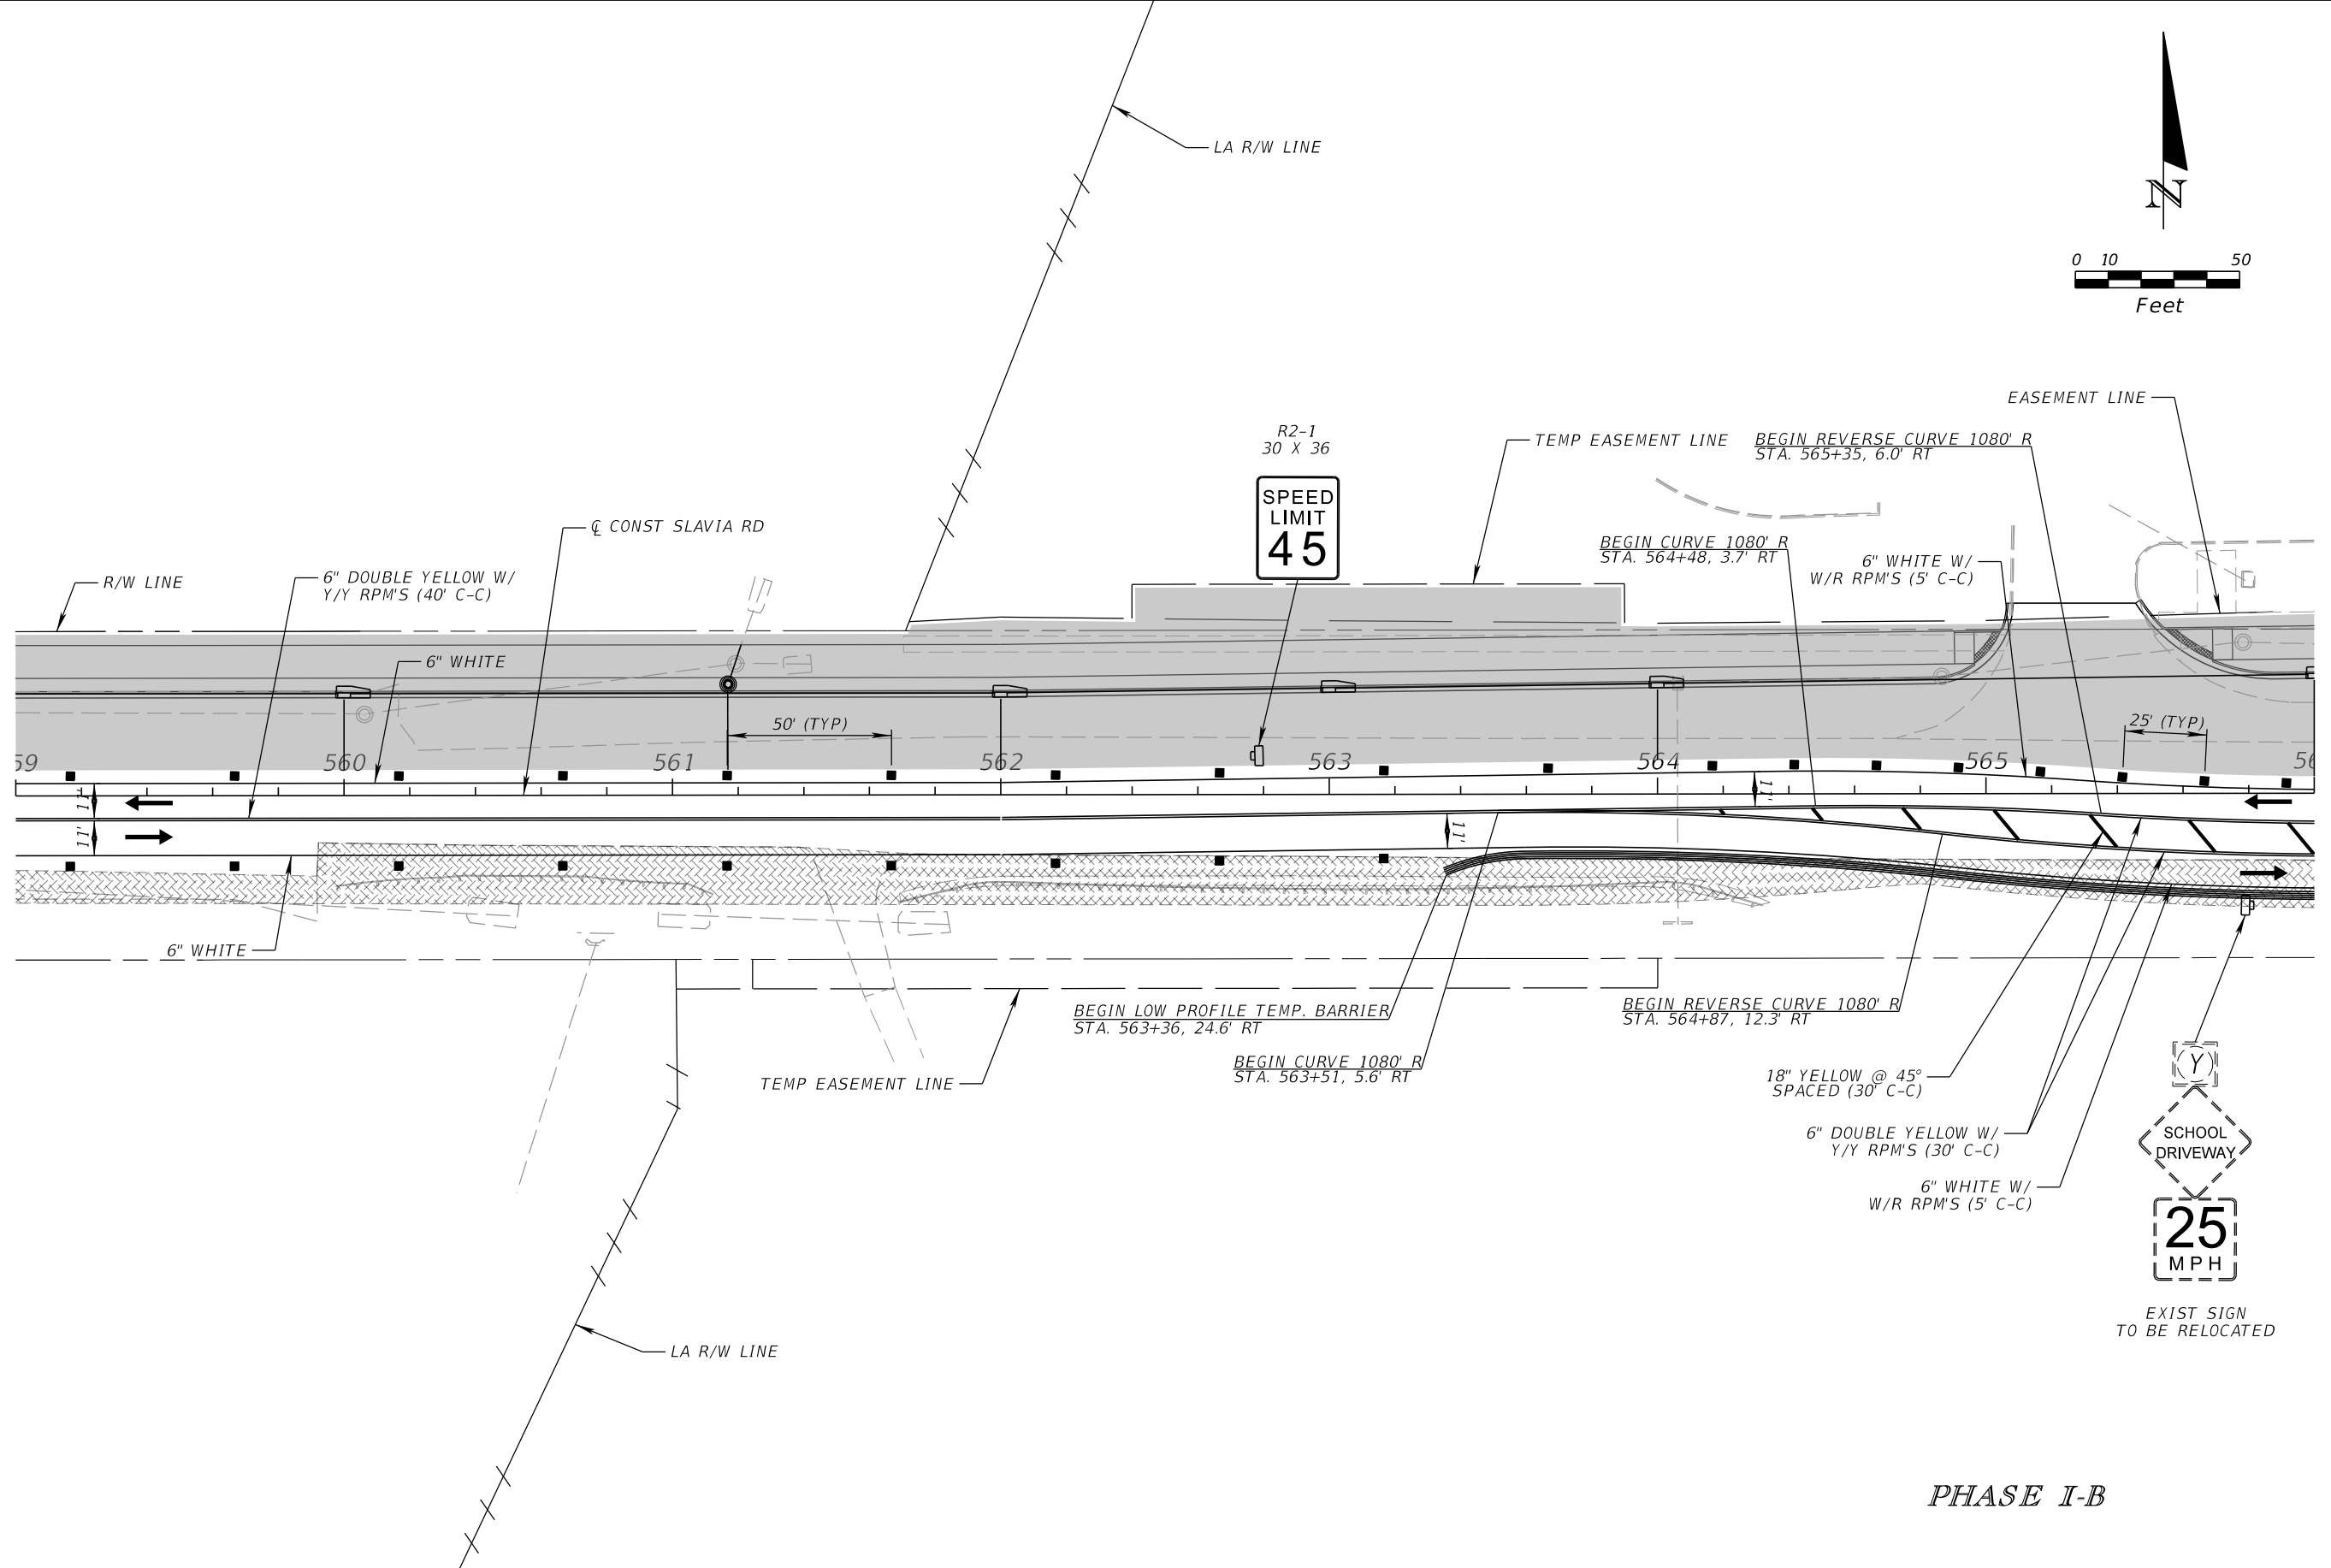 LA R/W LINE
N
0 10 50
Feet
EASEMENT LINE
R2-1
30 X 36
SPEED
LIMIT
45
TEMP EASEMENT LINE
BEGIN REVERSE CURVE 1080' R
STA. 565+35, 6.0' RT
℄ CONST SLAVIA RD
BEGIN CURVE 1080' R
STA. 564+48, 3.7' RT
6" WHITE W/
W/R RPM'S (5' C-C)
R/W LINE
6" DOUBLE YELLOW W/
Y/Y RPM'S (40' C-C)
6" WHITE
50' (TYP)
25' (TYP)
59 560 561 562 563 564 565 56
11'
11'
11'
11'
6" WHITE
BEGIN LOW PROFILE TEMP. BARRIER
STA. 563+36, 24.6' RT
BEGIN REVERSE CURVE 1080' R
STA. 564+87, 12.3' RT
BEGIN CURVE 1080' R
STA. 563+51, 5.6' RT
TEMP EASEMENT LINE
18" YELLOW @ 45°
SPACED (30' C-C)
6" DOUBLE YELLOW W/
Y/Y RPM'S (30' C-C)
6" WHITE W/
W/R RPM'S (5' C-C)
Y
SCHOOL
DRIVEWAY
25
MPH
EXIST SIGN
TO BE RELOCATED
LA R/W LINE
PHASE I-B